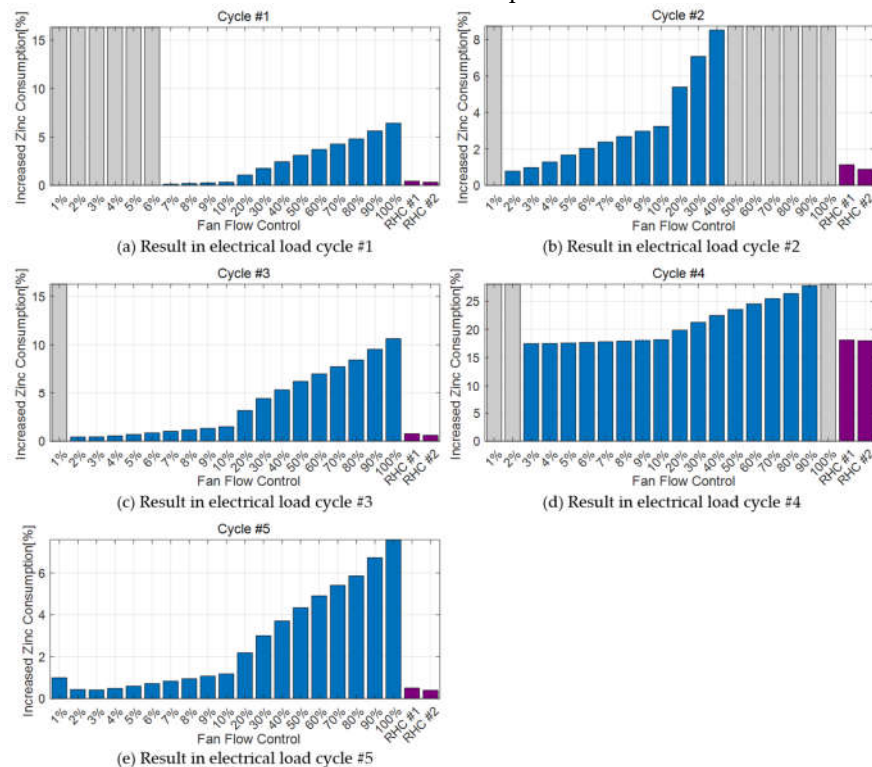 Cycle #1
Increased Zinc Consumption[%]
15
10
5
0
1% 2% 3% 4% 5% 6% 7% 8% 9% 10% 20% 30% 40% 50% 60% 70% 80% 90% 100% RHC #1 RHC #2
Fan Flow Control
(a) Result in electrical load cycle #1
Cycle #2
Increased Zinc Consumption[%]
8
6
4
2
0
1% 2% 3% 4% 5% 6% 7% 8% 9% 10% 20% 30% 40% 50% 60% 70% 80% 90% 100% RHC #1 RHC #2
Fan Flow Control
(b) Result in electrical load cycle #2
Cycle #3
Increased Zinc Consumption[%]
15
10
5
0
1% 2% 3% 4% 5% 6% 7% 8% 9% 10% 20% 30% 40% 50% 60% 70% 80% 90% 100% RHC #1 RHC #2
Fan Flow Control
(c) Result in electrical load cycle #3
Cycle #4
Increased Zinc Consumption[%]
25
20
15
10
5
0
1% 2% 3% 4% 5% 6% 7% 8% 9% 10% 20% 30% 40% 50% 60% 70% 80% 90% 100% RHC #1 RHC #2
Fan Flow Control
(d) Result in electrical load cycle #4
Cycle #5
Increased Zinc Consumption[%]
6
4
2
0
1% 2% 3% 4% 5% 6% 7% 8% 9% 10% 20% 30% 40% 50% 60% 70% 80% 90% 100% RHC #1 RHC #2
Fan Flow Control
(e) Result in electrical load cycle #5